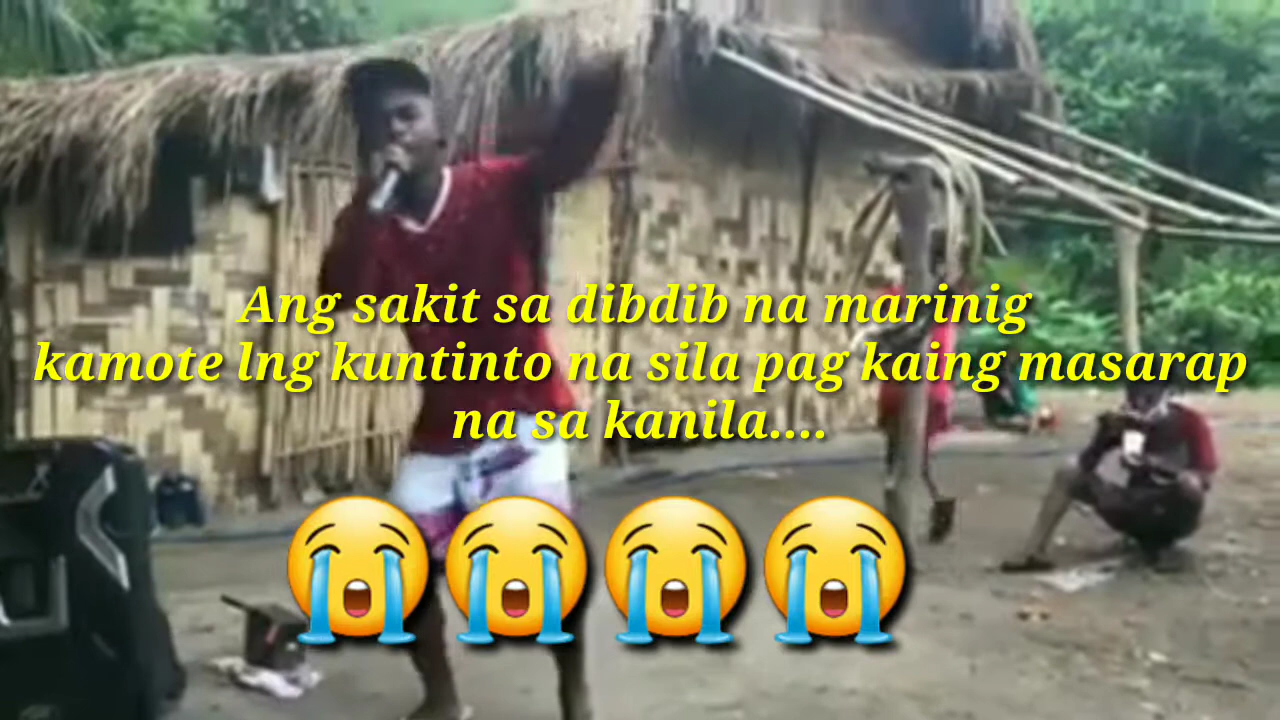 Ang sakit sa dibdib na marinig
kamote lng kuntinto na sila pag kaing masarap
na sa kanila....